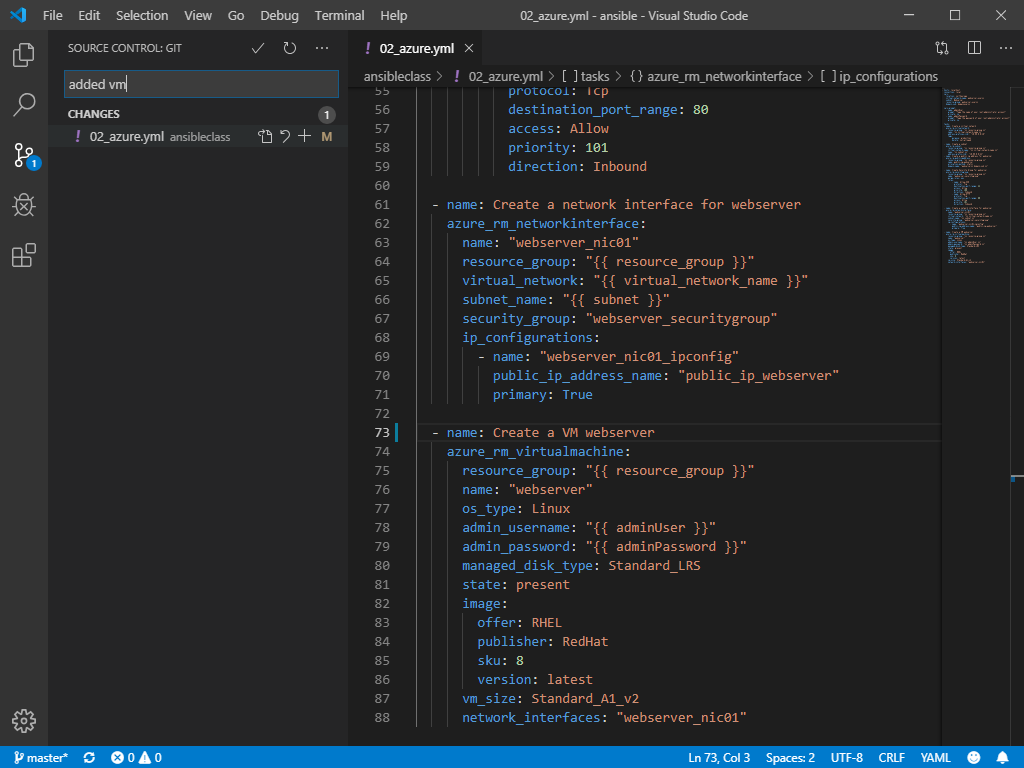 File Edit Selection View Go Debug Terminal Help
02_azure.yml - ansible - Visual Studio Code
SOURCE CONTROL: GIT
added vm
CHANGES 1
! 02_azure.yml ansibleclass M
1
! 02_azure.yml
ansibleclass > ! 02_azure.yml > [ ] tasks > {} azure_rm_networkinterface > [ ] ip_configurations
55 protocol: Tcp
56 destination_port_range: 80
57 access: Allow
58 priority: 101
59 direction: Inbound
60
61 - name: Create a network interface for webserver
62 azure_rm_networkinterface:
63 name: "webserver_nic01"
64 resource_group: "{{ resource_group }}"
65 virtual_network: "{{ virtual_network_name }}"
66 subnet_name: "{{ subnet }}"
67 security_group: "webserver_securitygroup"
68 ip_configurations:
69 - name: "webserver_nic01_ipconfig"
70 public_ip_address_name: "public_ip_webserver"
71 primary: True
72
73 - name: Create a VM webserver
74 azure_rm_virtualmachine:
75 resource_group: "{{ resource_group }}"
76 name: "webserver"
77 os_type: Linux
78 admin_username: "{{ adminUser }}"
79 admin_password: "{{ adminPassword }}"
80 managed_disk_type: Standard_LRS
81 state: present
82 image:
83 offer: RHEL
84 publisher: RedHat
85 sku: 8
86 version: latest
87 vm_size: Standard_A1_v2
88 network_interfaces: "webserver_nic01"
master* 0 0 Ln 73, Col 3 Spaces: 2 UTF-8 CRLF YAML